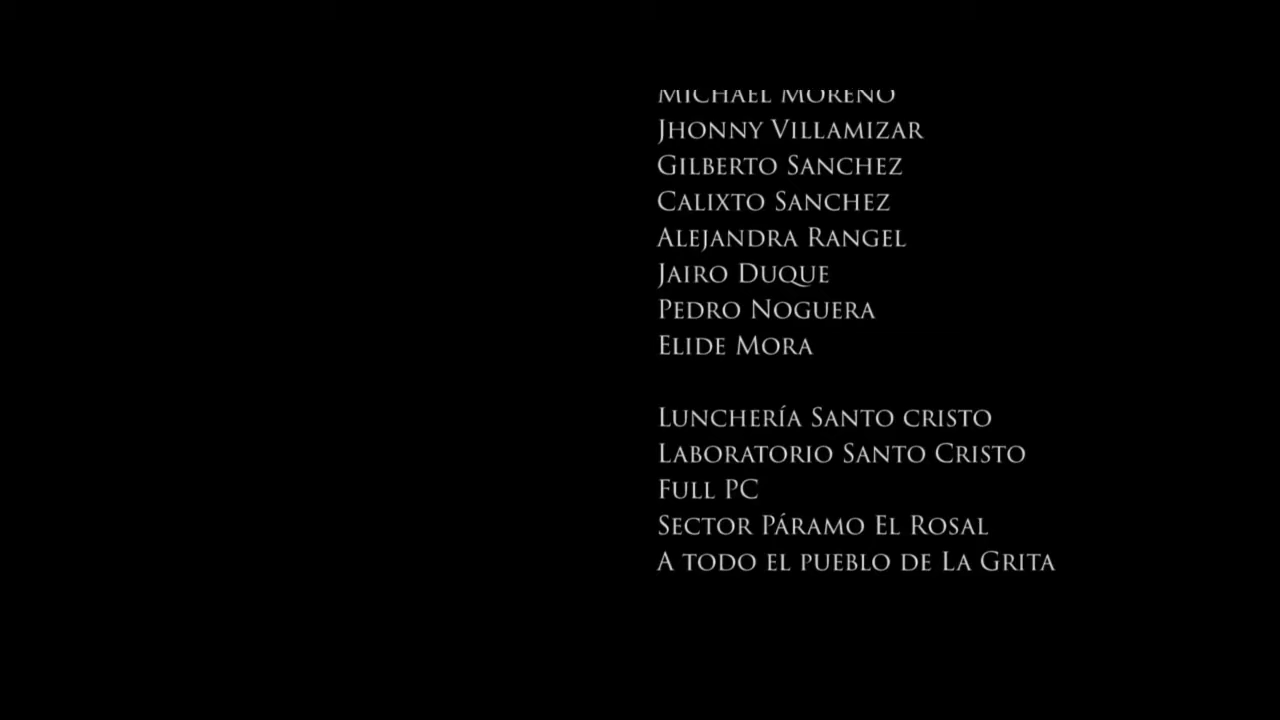 Michael Moreno
Jhonny Villamizar
Gilberto Sanchez
Calixto Sanchez
Alejandra Rangel
Jairo Duque
Pedro Noguera
Elide Mora
Lunchería Santo cristo
Laboratorio Santo Cristo
Full PC
Sector Páramo El Rosal
A todo el pueblo de La Grita